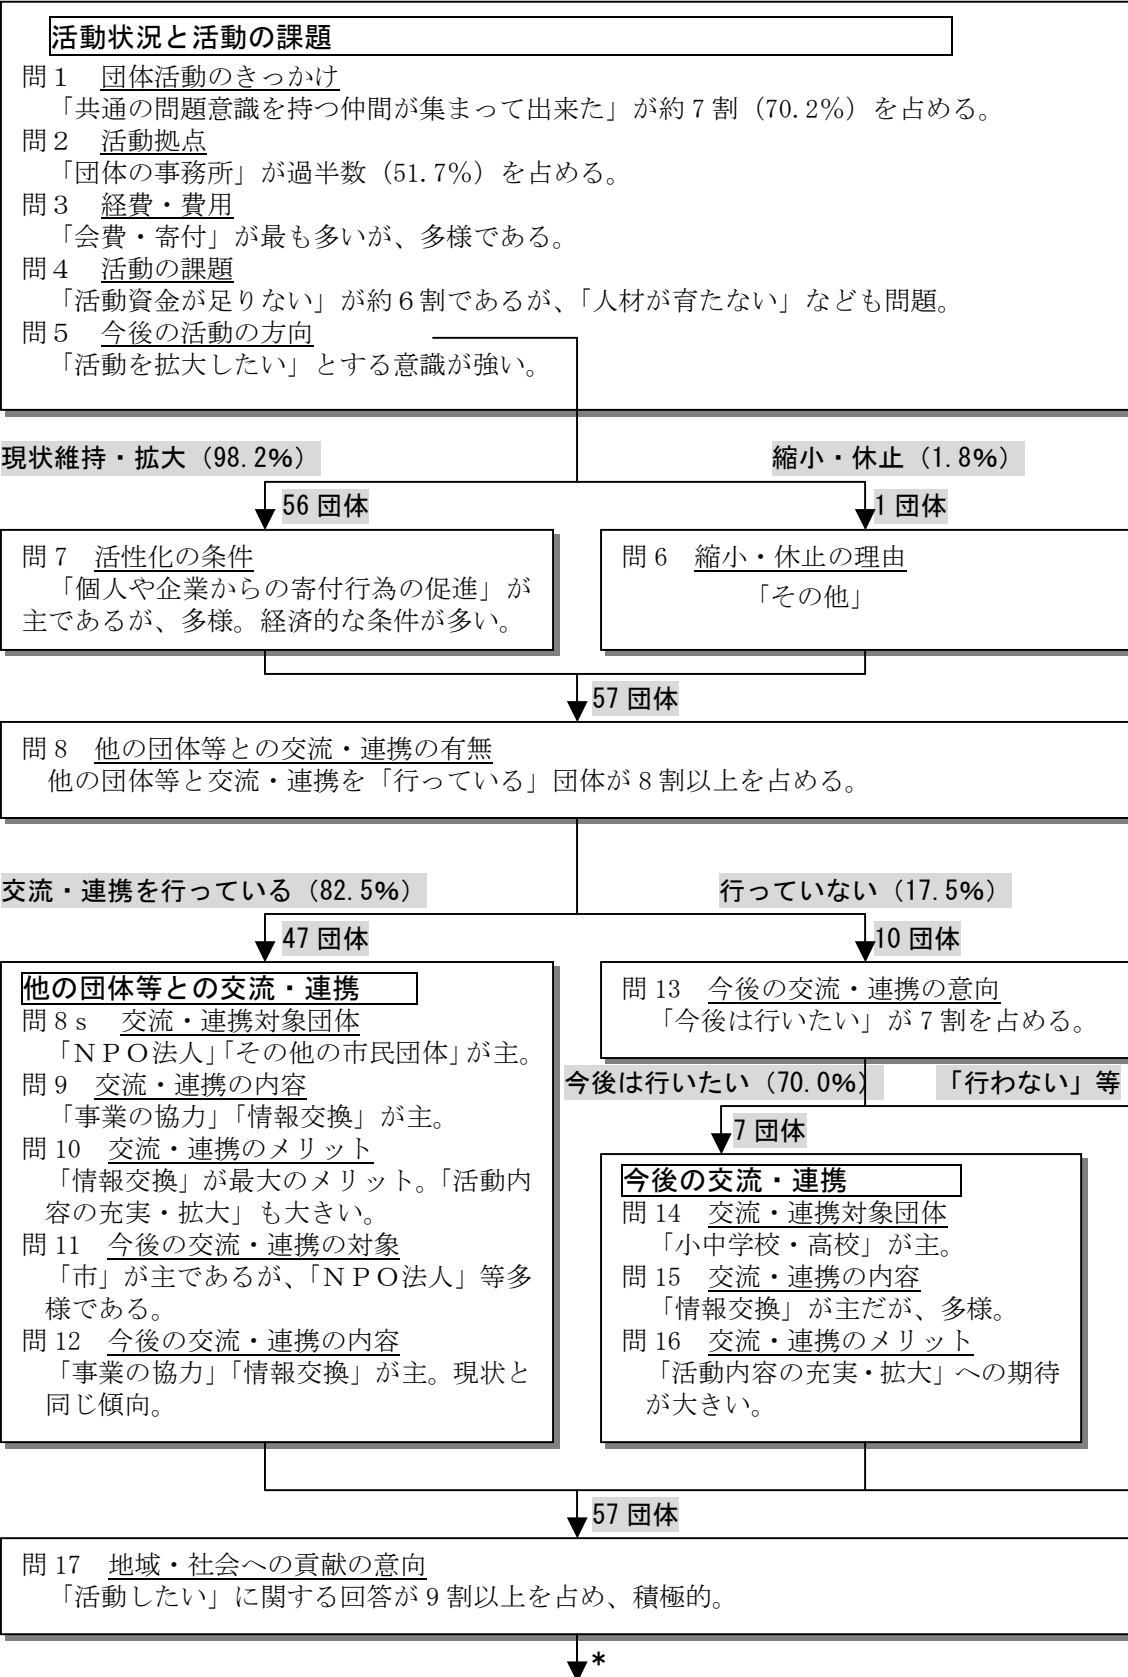 活動状況と活動の課題
問１　団体活動のきっかけ
「共通の問題意識を持つ仲間が集まって出来た」が約７割（70.2％）を占める。
問２　活動拠点
「団体の事務所」が過半数（51.7％）を占める。
問３　経費・費用
「会費・寄付」が最も多いが、多様である。
問４　活動の課題
「活動資金が足りない」が約６割であるが、「人材が育たない」なども問題。
問５　今後の活動の方向
「活動を拡大したい」とする意識が強い。
現状維持・拡大（98.2％）
縮小・休止（1.8％）
56 団体
1 団体
問７　活性化の条件
「個人や企業からの寄付行為の促進」が
主であるが、多様。経済的な条件が多い。
問６　縮小・休止の理由
「その他」
57 団体
問８　他の団体等との交流・連携の有無
他の団体等と交流・連携を「行っている」団体が８割以上を占める。
交流・連携を行っている（82.5％）
行っていない（17.5％）
47 団体
10 団体
他の団体等との交流・連携
問８ｓ　交流・連携対象団体
「ＮＰＯ法人」「その他の市民団体」が主。
問９　交流・連携の内容
「事業の協力」「情報交換」が主。
問 10　交流・連携のメリット
「情報交換」が最大のメリット。「活動内
容の充実・拡大」も大きい。
問 11　今後の交流・連携の対象
「市」が主であるが、「ＮＰＯ法人」等多
様である。
問 12　今後の交流・連携の内容
「事業の協力」「情報交換」が主。現状と
同じ傾向。
問 13　今後の交流・連携の意向
「今後は行いたい」が７割を占める。
今後は行いたい（70.0％）
「行わない」等
7 団体
今後の交流・連携
問 14　交流・連携対象団体
「小中学校・高校」が主。
問 15　交流・連携の内容
「情報交換」が主だが、多様。
問 16　交流・連携のメリット
「活動内容の充実・拡大」への期待
が大きい。
57 団体
問 17　地域・社会への貢献の意向
「活動したい」に関する回答が９割以上を占め、積極的。
*